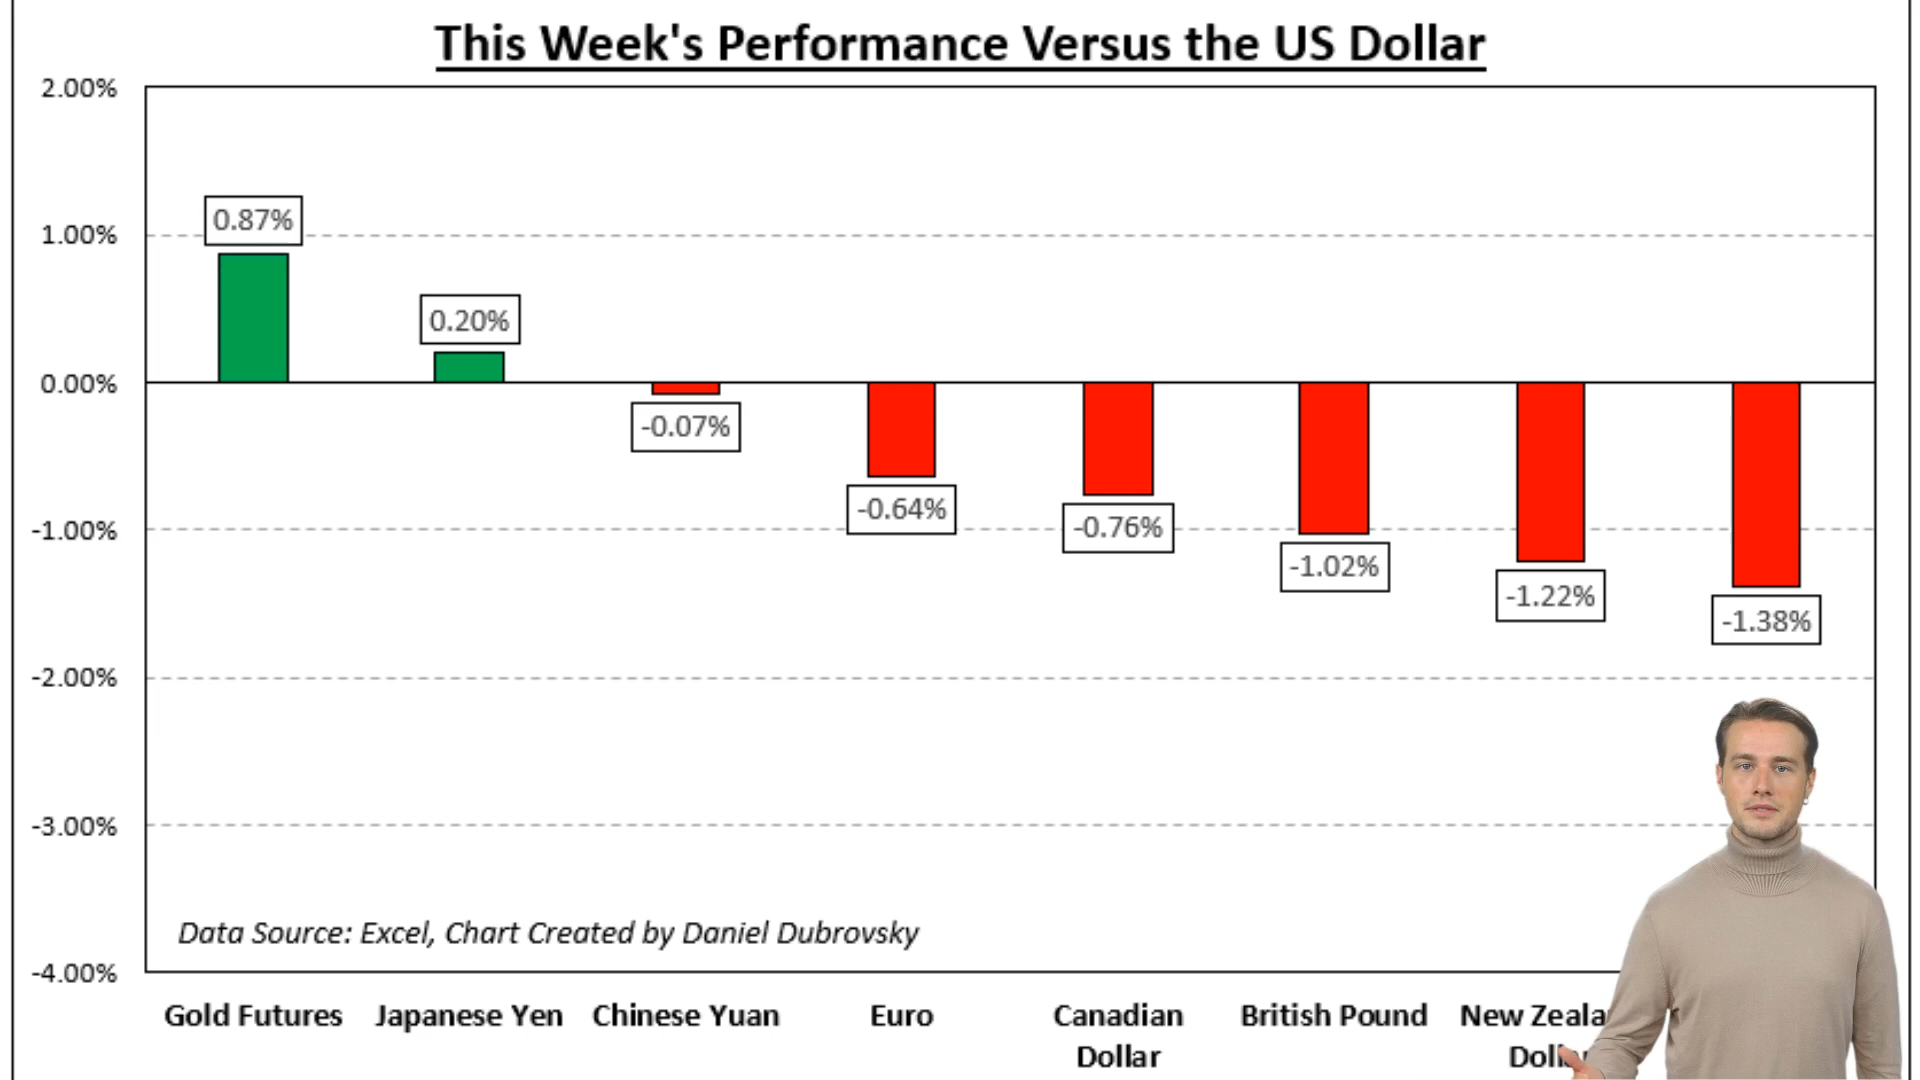 This Week's Performance Versus the US Dollar
2.00%
1.00%
0.00%
-1.00%
-2.00%
-3.00%
-4.00%
0.87%
0.20%
-0.07%
-0.64%
-0.76%
-1.02%
-1.22%
-1.38%
Data Source: Excel, Chart Created by Daniel Dubrovsky
Gold Futures
Japanese Yen
Chinese Yuan
Euro
Canadian
Dollar
British Pound
New